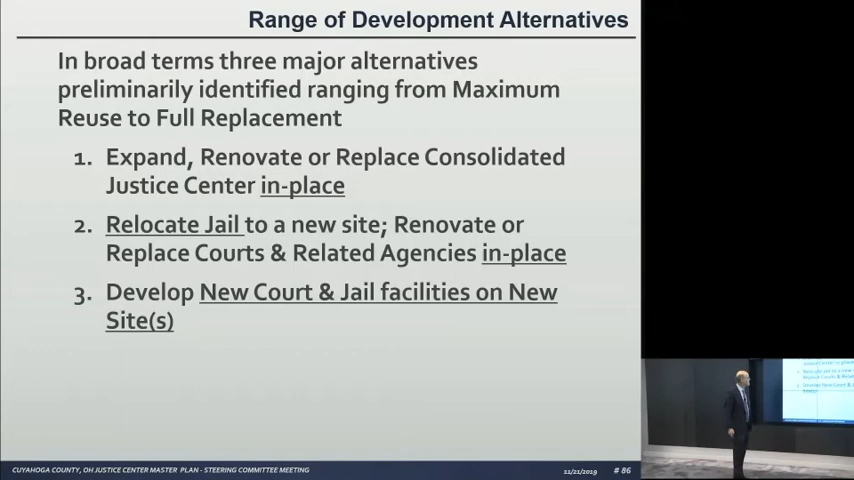 Range of Development Alternatives
In broad terms three major alternatives
preliminarily identified ranging from Maximum
Reuse to Full Replacement
1. Expand, Renovate or Replace Consolidated
Justice Center in-place
2. Relocate Jail to a new site; Renovate or
Replace Courts & Related Agencies in-place
3. Develop New Court & Jail facilities on New
Site(s)
CUYAHOGA COUNTY, OH JUSTICE CENTER MASTER PLAN - STEERING COMMITTEE MEETING
11/21/2019 # 86